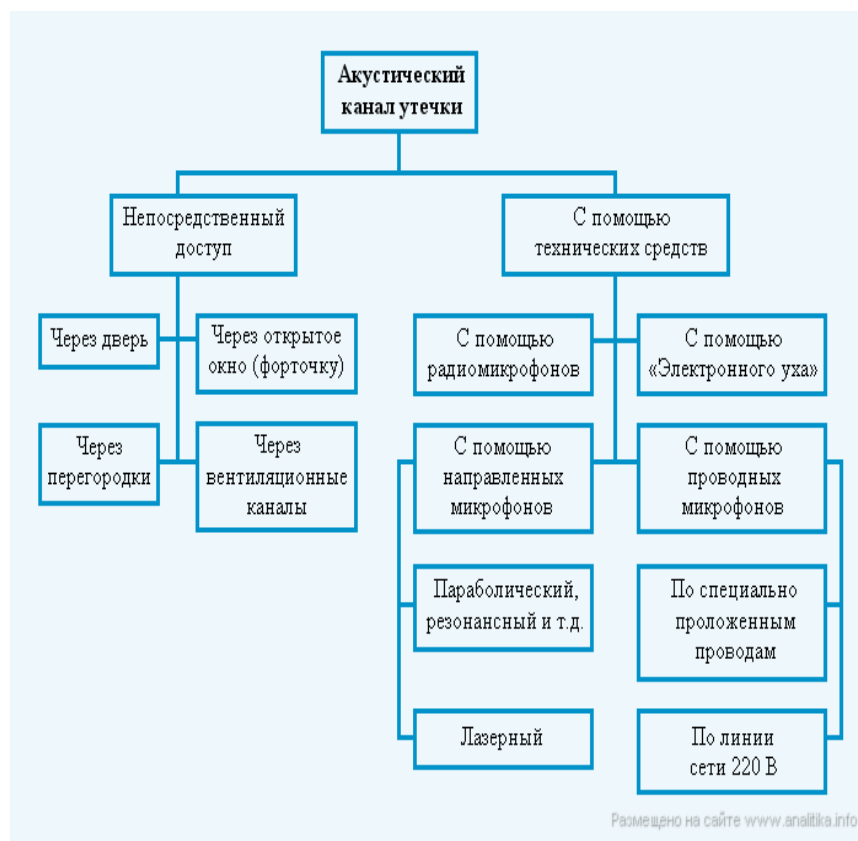 Акустический
канал утечки
Непосредственный
доступ
С помощью
технических средств
Через дверь
Через открытое
окно (форточку)
С помощью
радиомикрофонов
С помощью
«Электронного уха»
Через
перегородки
Через
вентиляционные
каналы
С помощью
направленных
микрофонов
С помощью
проводных
микрофонов
Параболический,
резонансный и т.д.
По специально
проложенным
проводам
Лазерный
По линии
сети 220 В
Размещено на сайте www.analitika.info